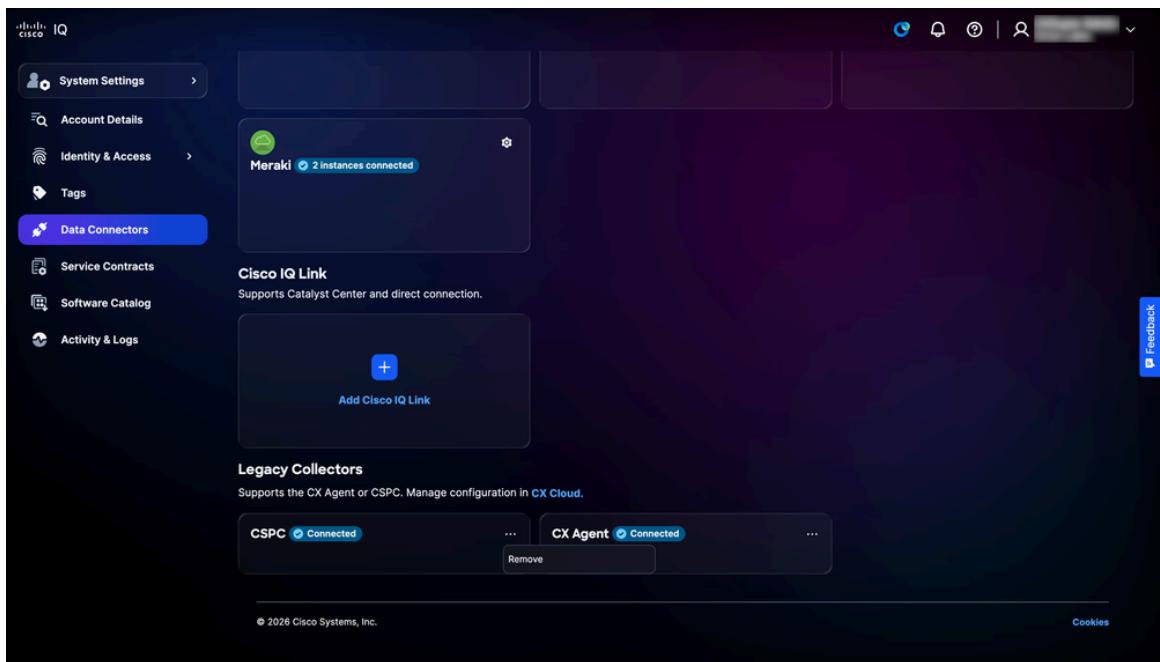 cisco IQ
System Settings
Account Details
Identity & Access
Tags
Data Connectors
Service Contracts
Software Catalog
Activity & Logs
Meraki 2 instances connected
Cisco IQ Link
Supports Catalyst Center and direct connection.
Add Cisco IQ Link
Legacy Collectors
Supports the CX Agent or CSPC. Manage configuration in CX Cloud.
CSPC Connected ...
CX Agent Connected ...
Remove
Feedback
© 2026 Cisco Systems, Inc.
Cookies